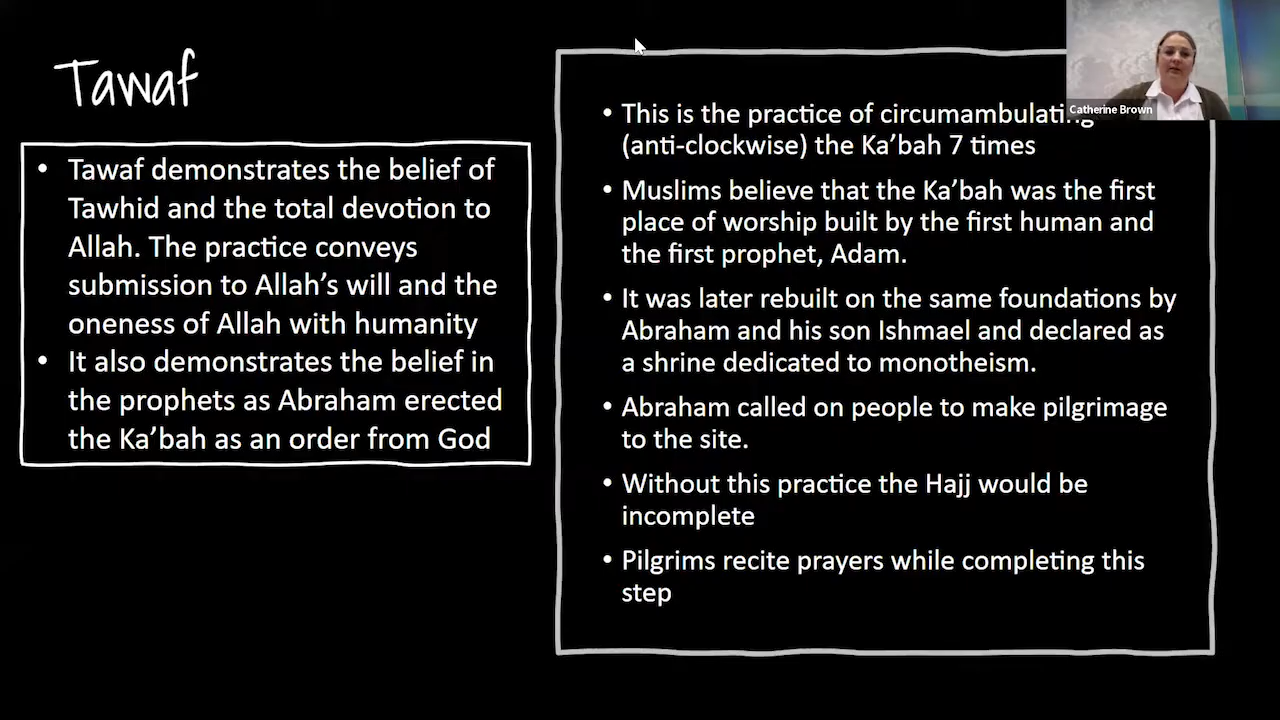 Tawaf
• Tawaf demonstrates the belief of
Tawhid and the total devotion to
Allah. The practice conveys
submission to Allah’s will and the
oneness of Allah with humanity
• It also demonstrates the belief in
the prophets as Abraham erected
the Ka’bah as an order from God
• This is the practice of circumambulating
(anti-clockwise) the Ka’bah 7 times
• Muslims believe that the Ka’bah was the first
place of worship built by the first human and
the first prophet, Adam.
• It was later rebuilt on the same foundations by
Abraham and his son Ishmael and declared as
a shrine dedicated to monotheism.
• Abraham called on people to make pilgrimage
to the site.
• Without this practice the Hajj would be
incomplete
• Pilgrims recite prayers while completing this
step
Catherine Brown